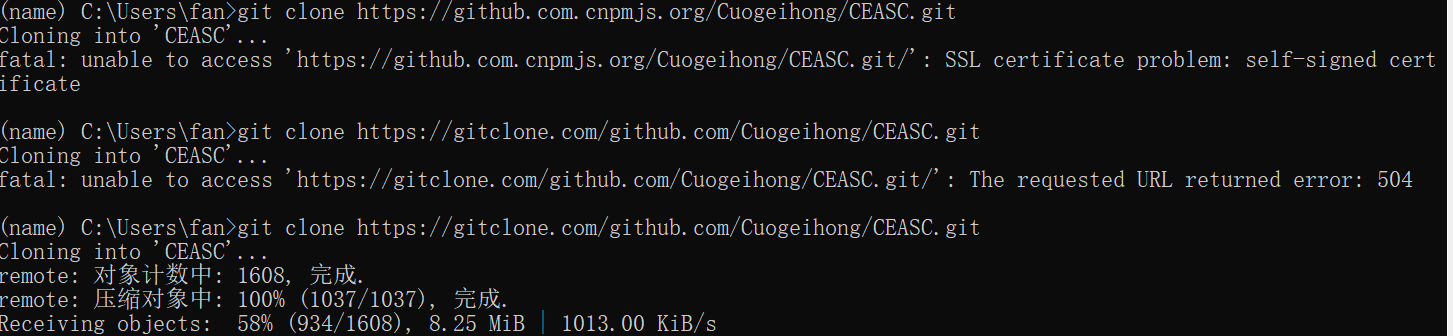 (name) C:\Users\fan>git clone https://github.com.cnpmjs.org/Cuogeihong/CEASC.git
Cloning into 'CEASC'...
fatal: unable to access 'https://github.com.cnpmjs.org/Cuogeihong/CEASC.git/': SSL certificate problem: self-signed cert
ificate
(name) C:\Users\fan>git clone https://gitclone.com/github.com/Cuogeihong/CEASC.git
Cloning into 'CEASC'...
fatal: unable to access 'https://gitclone.com/github.com/Cuogeihong/CEASC.git/': The requested URL returned error: 504
(name) C:\Users\fan>git clone https://gitclone.com/github.com/Cuogeihong/CEASC.git
Cloning into 'CEASC'...
remote: 对象计数中: 1608, 完成.
remote: 压缩对象中: 100% (1037/1037), 完成.
Receiving objects:  58% (934/1608), 8.25 MiB | 1013.00 KiB/s